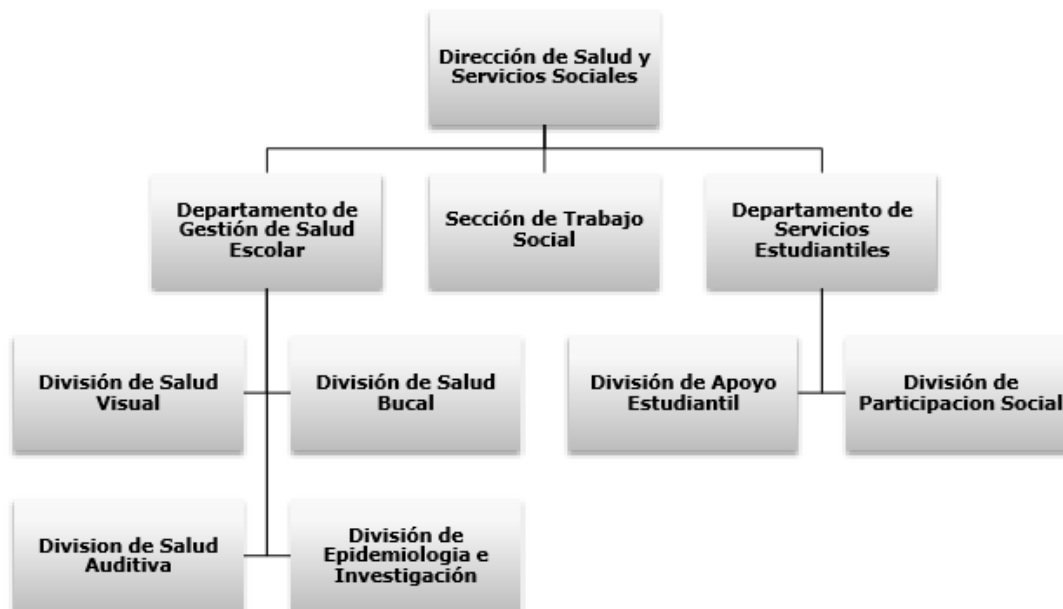 Dirección de Salud y
Servicios Sociales
Departamento de
Gestión de Salud
Escolar
Sección de Trabajo
Social
Departamento de
Servicios
Estudiantiles
División de Salud
Visual
División de Salud
Bucal
División de Apoyo
Estudiantil
División de
Participacion Social
Division de Salud
Auditiva
División de
Epidemiologia e
Investigación